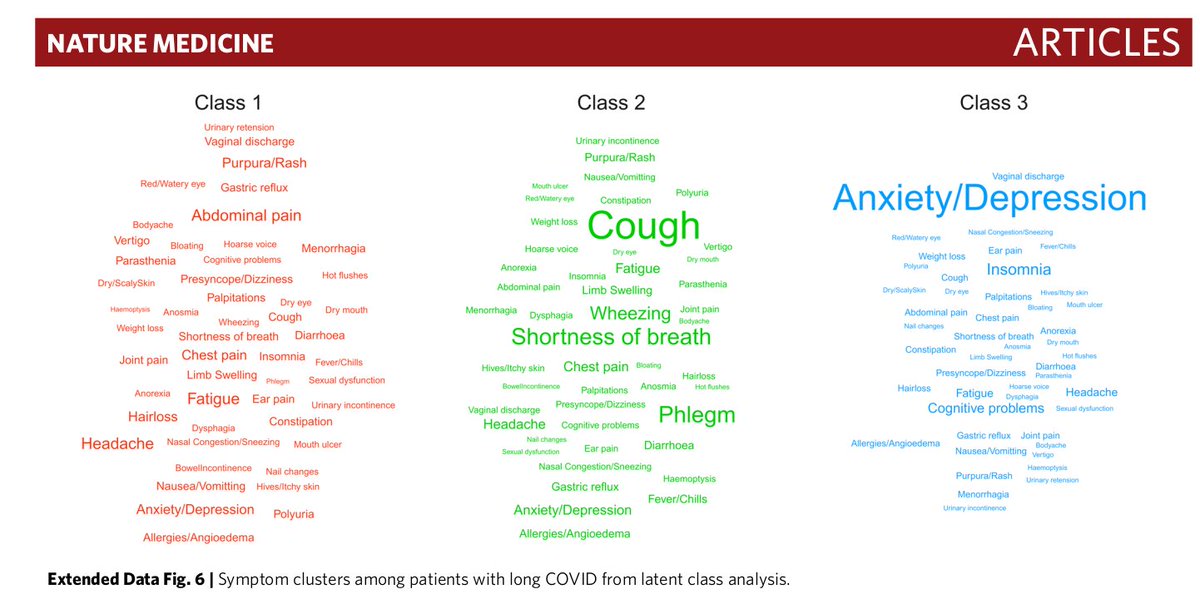 NATURE MEDICINE
ARTICLES
Class 1
Urinary retension
Vaginal discharge
Purpura/Rash
Red/Watery eye
Gastric reflux
Abdominal pain
Bodyache
Vertigo
Bloating
Hoarse voice
Menorrhagia
Parasthenia
Cognitive problems
Presyncope/Dizziness
Hot flushes
Dry/ScalySkin
Palpitations
Dry eye
Haemoptysis
Anosmia
Dry mouth
Wheezing
Cough
Weight loss
Shortness of breath
Diarrhoea
Joint pain
Chest pain
Insomnia
Fever/Chills
Limb Swelling
Phlegm
Sexual dysfunction
Anorexia
Fatigue
Ear pain
Urinary incontinence
Hairloss
Dysphagia
Constipation
Headache
Nasal Congestion/Sneezing
Mouth ulcer
BowelIncontinence
Nail changes
Nausea/Vomitting
Hives/Itchy skin
Anxiety/Depression
Polyuria
Allergies/Angioedema
Class 2
Urinary incontinence
Purpura/Rash
Nausea/Vomitting
Mouth ulcer
Polyuria
Red/Watery eye
Constipation
Weight loss
Cough
Hoarse voice
Dry eye
Vertigo
Dry mouth
Anorexia
Fatigue
Insomnia
Abdominal pain
Limb Swelling
Parasthenia
Menorrhagia
Dysphagia
Wheezing
Joint pain
Bodyache
Shortness of breath
Hives/Itchy skin
Chest pain
Bloating
Hairloss
BowelIncontinence
Palpitations
Anosmia
Hot flushes
Vaginal discharge
Presyncope/Dizziness
Phlegm
Headache
Cognitive problems
Nail changes
Sexual dysfunction
Ear pain
Diarrhoea
Nasal Congestion/Sneezing
Gastric reflux
Haemoptysis
Fever/Chills
Anxiety/Depression
Allergies/Angioedema
Class 3
Vaginal discharge
Anxiety/Depression
Red/Watery eye
Nasal Congestion/Sneezing
Weight loss
Ear pain
Fever/Chills
Polyuria
Cough
Insomnia
Dry/ScalySkin
Dry eye
Palpitations
Hives/Itchy skin
Bloating
Mouth ulcer
Abdominal pain
Chest pain
Nail changes
Shortness of breath
Anorexia
Constipation
Anosmia
Dry mouth
Limb Swelling
Hot flushes
Presyncope/Dizziness
Diarrhoea
Parasthenia
Hairloss
Fatigue
Hoarse voice
Dysphagia
Headache
Cognitive problems
Sexual dysfunction
Allergies/Angioedema
Gastric reflux
Joint pain
Nausea/Vomitting
Bodyache
Vertigo
Purpura/Rash
Haemoptysis
Urinary retension
Menorrhagia
Urinary incontinence
Extended Data Fig. 6 | Symptom clusters among patients with long COVID from latent class analysis.